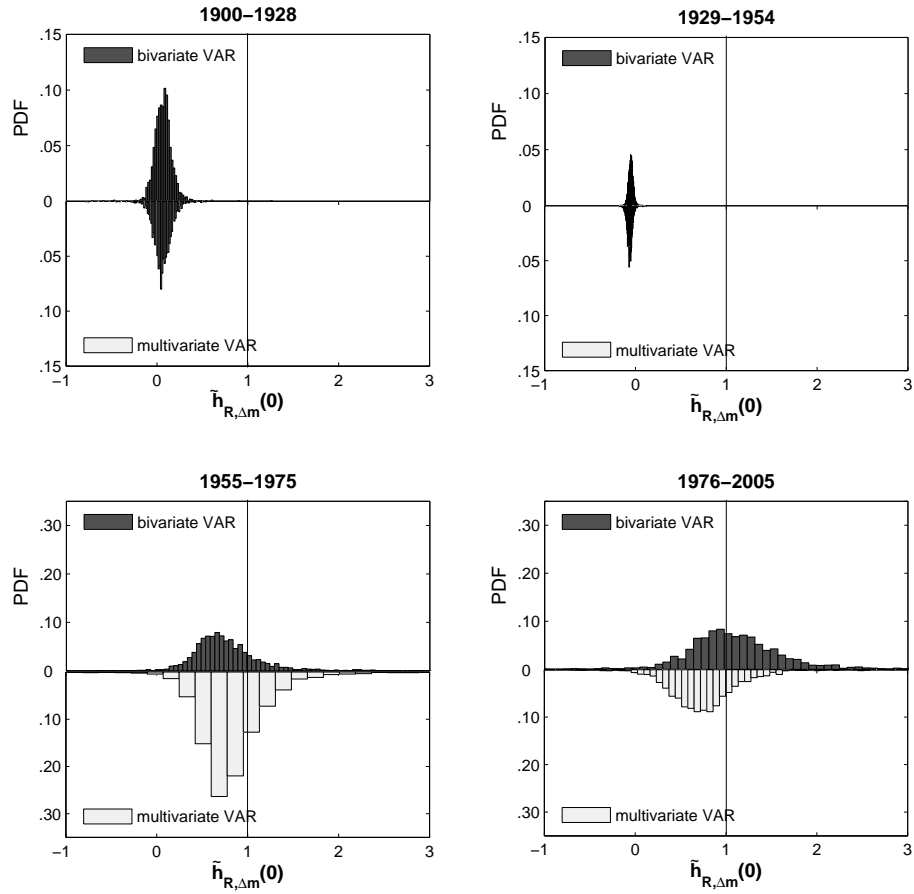 1900−1928
.15
.10
.05
0
.05
.10
.15
PDF
bivariate VAR
multivariate VAR
−1 0 1 2 3
h̃R,Δm(0)
1929−1954
.15
.10
.05
0
.05
.10
.15
PDF
bivariate VAR
multivariate VAR
−1 0 1 2 3
h̃R,Δm(0)
1955−1975
.30
.20
.10
0
.10
.20
.30
PDF
bivariate VAR
multivariate VAR
−1 0 1 2 3
h̃R,Δm(0)
1976−2005
.30
.20
.10
0
.10
.20
.30
PDF
bivariate VAR
multivariate VAR
−1 0 1 2 3
h̃R,Δm(0)